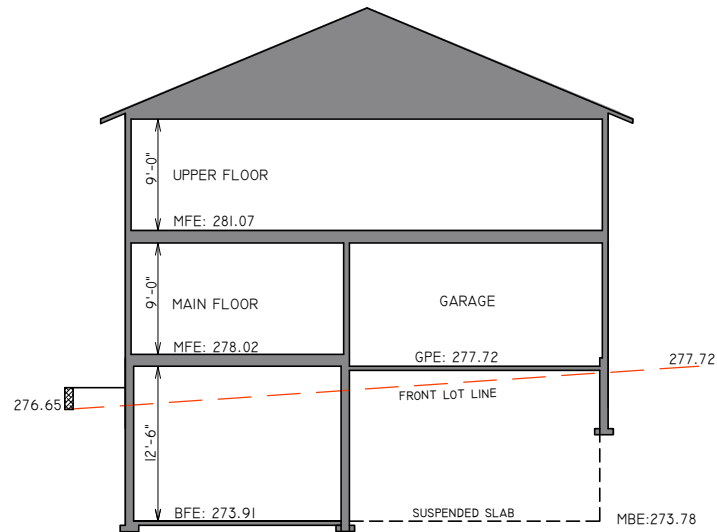 9'-0"
UPPER FLOOR
MFE: 281.07
9'-0"
MAIN FLOOR
GARAGE
MFE: 278.02
GPE: 277.72
277.72
FRONT LOT LINE
276.65
12'-6"
BFE: 273.91
SUSPENDED SLAB
MBE:273.78